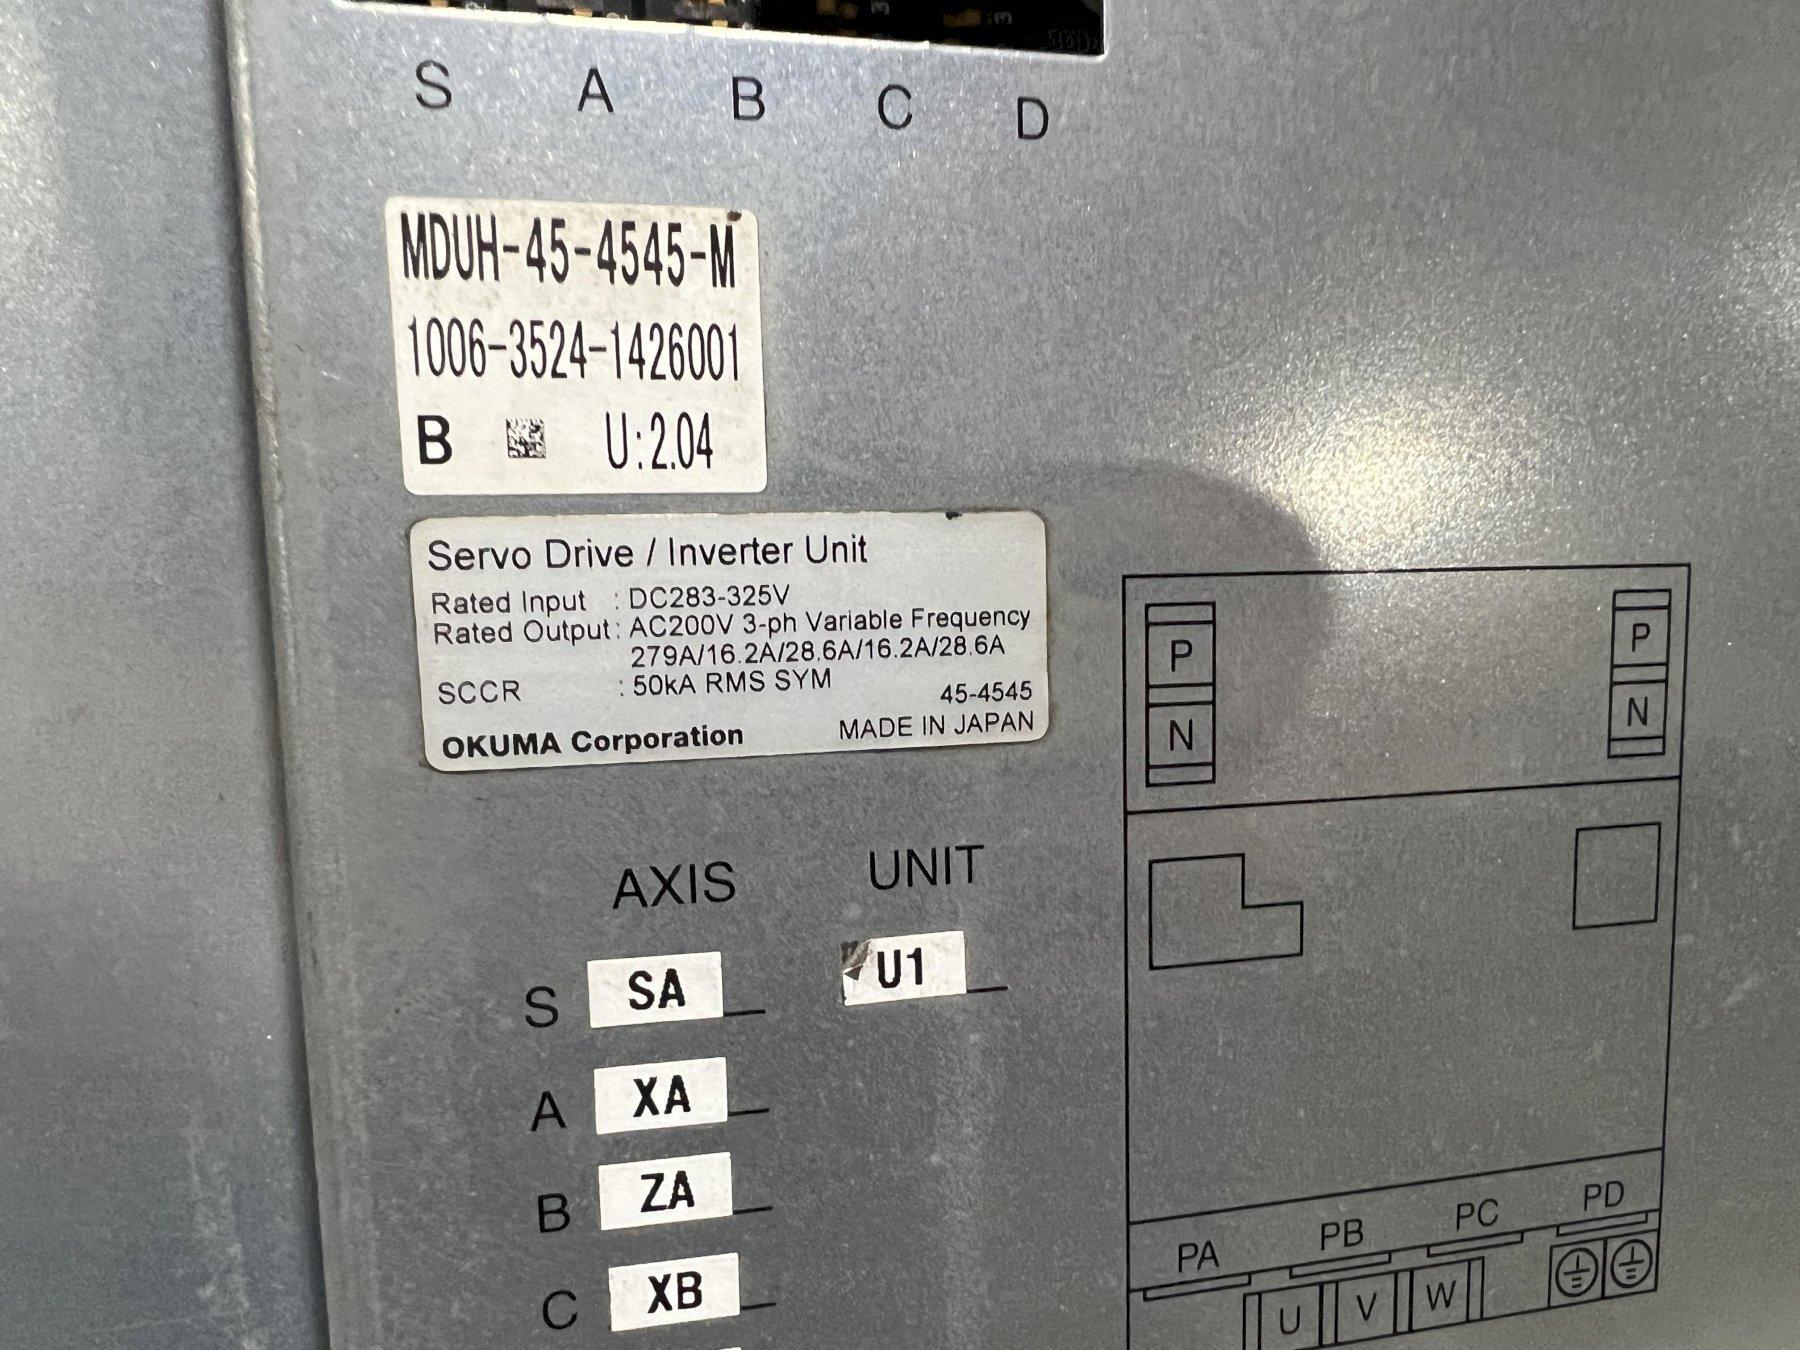 S A B C D
MDUH-45-4545-M
1006-3524-1426001
B U:2.04
Servo Drive / Inverter Unit
Rated Input : DC283-325V
Rated Output : AC200V 3-ph Variable Frequency
279A/16.2A/28.6A/16.2A/28.6A
SCCR : 50kA RMS SYM
45-4545
OKUMA Corporation MADE IN JAPAN
P P
N N
AXIS UNIT
S SA U1
A XA
B ZA
C XB
PA PB PC PD
U V W